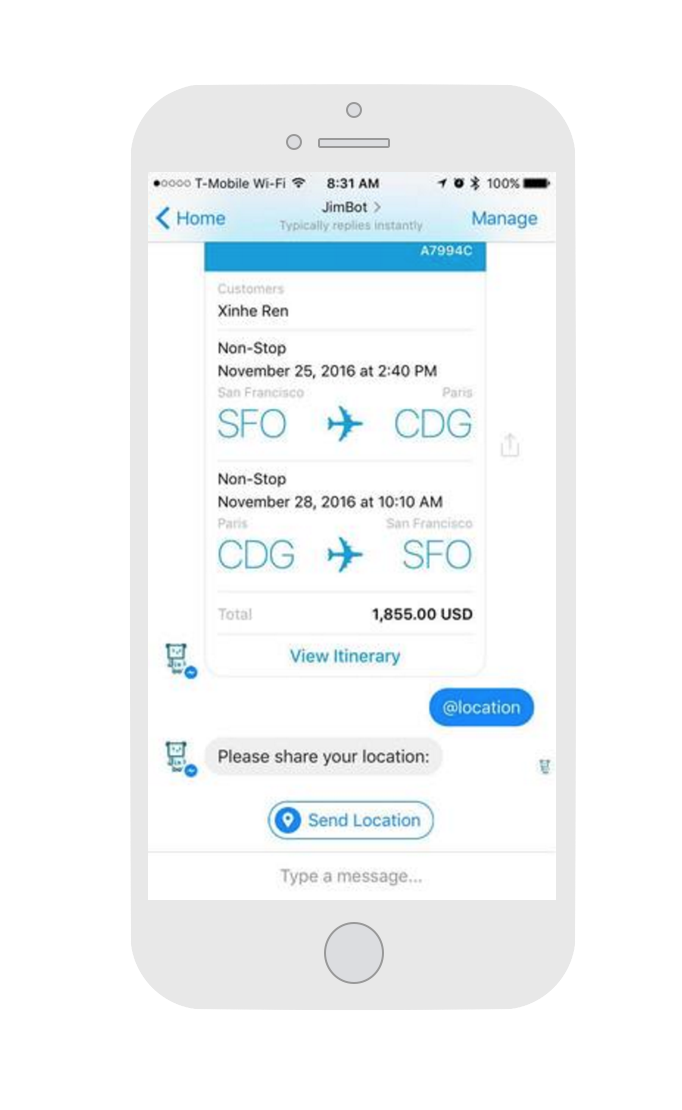 T-Mobile Wi-Fi 8:31 AM 100%
JimBot
Home Typically replies instantly Manage
A7994C
Customers
Xinhe Ren
Non-Stop
November 25, 2016 at 2:40 PM
San Francisco Paris
SFO CDG
Non-Stop
November 28, 2016 at 10:10 AM
Paris San Francisco
CDG SFO
Total 1,855.00 USD
View Itinerary
@location
Please share your location:
Send Location
Type a message...